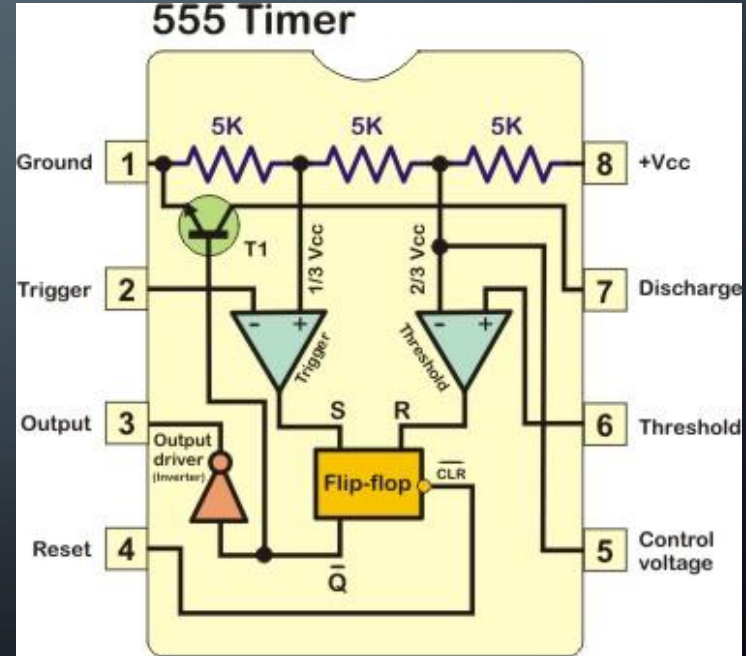 555 Timer
5K
5K
5K
Ground
1
8
+Vcc
T1
1/3 Vcc
2/3 Vcc
Trigger
2
7
Discharge
-
+
-
+
Trigger
Threshold
Output
3
S
R
6
Threshold
Output
driver
(Inverter)
Flip-flop
C̅L̅R̅
Reset
4
5
Control
voltage
Q̅